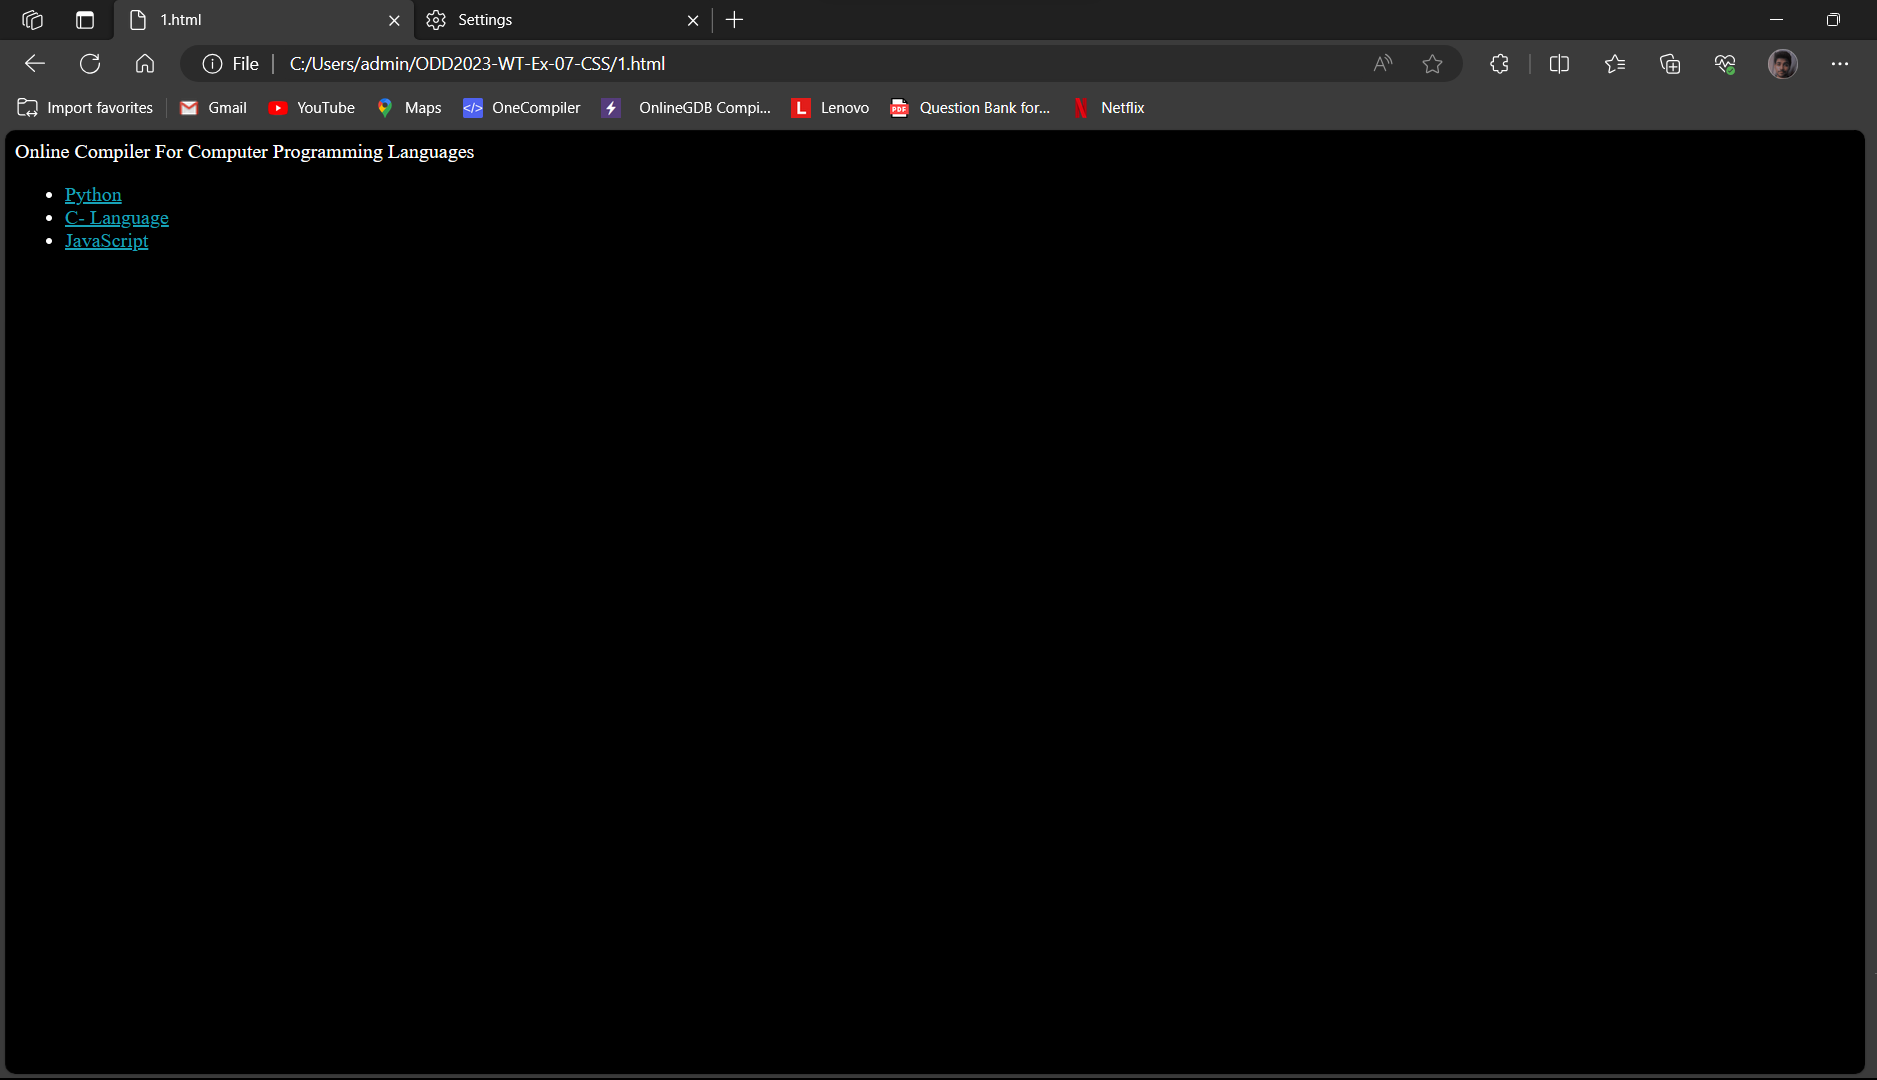 1.html
Settings
File
C:/Users/admin/ODD2023-WT-Ex-07-CSS/1.html
Import favorites
Gmail
YouTube
Maps
OneCompiler
OnlineGDB Compi...
L
Lenovo
PDF
Question Bank for...
Netflix
Online Compiler For Computer Programming Languages
Python
C- Language
JavaScript